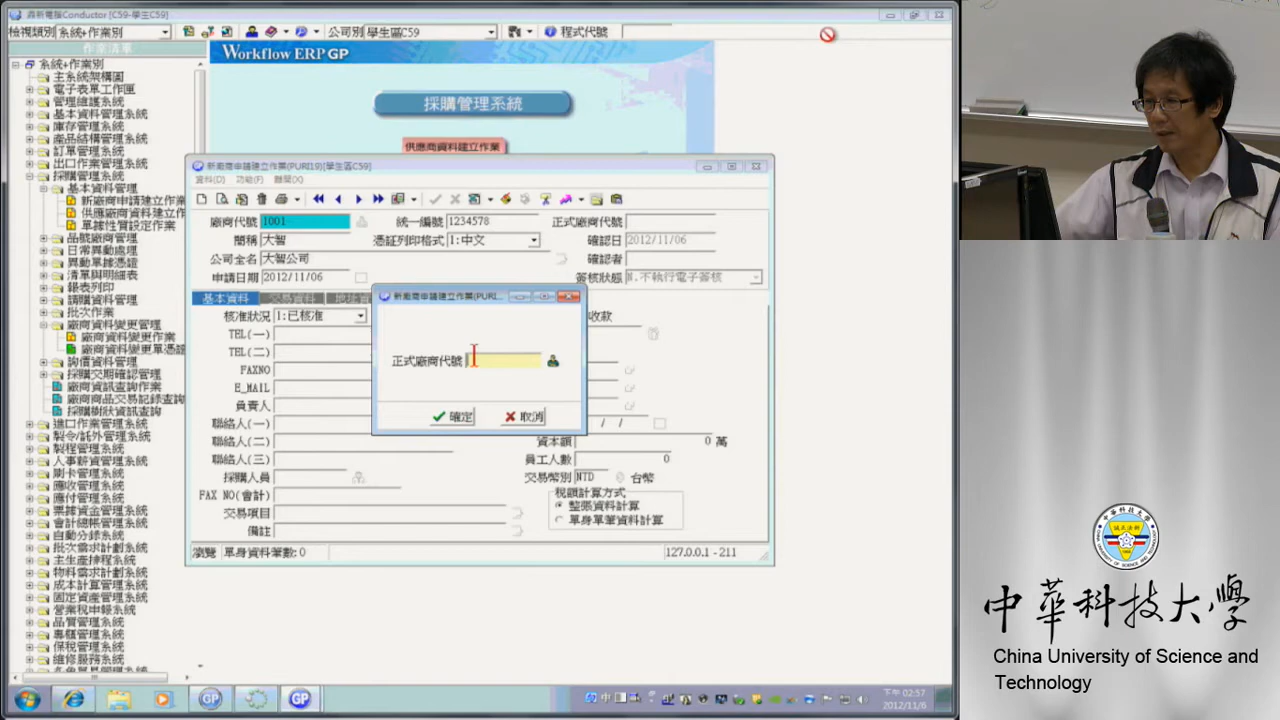 鼎新電腦Conductor [C59-學生C59]
檢視類別 系統+作業別 公司別 學生區C59 程式代號
作業清單
系統+作業別
主系統架構圖
電子表單工作匣
管理維護系統
基本資料管理系統
庫存管理系統
產品結構管理系統
訂單管理系統
出口作業管理系統
採購管理系統
基本資料管理
新廠商申請建立作業
供應廠商資料建立作
單據性質設定作業
品號廠商管理
日常異動處理
異動單據憑證
清單與明細表
報表列印
請購資料管理
批次作業
廠商資料變更管理
廠商資料變更作業
廠商資料變更單憑證
詢價資料管理
採購交期確認管理
廠商資訊查詢作業
廠商商品交易記錄查詢
採購樹狀資訊查詢
進口作業管理系統
製令/託外管理系統
製程管理系統
人事薪資管理系統
刷卡管理系統
應收管理系統
應付管理系統
票據資金管理系統
會計總帳管理系統
自動分錄系統
批次需求計劃系統
主生產排程系統
物料需求計劃系統
成本計算管理系統
固定資產管理系統
營業稅申報系統
品質管理系統
專櫃管理系統
保稅管理系統
維修服務系統
Workflow ERP GP
採購管理系統
供應商資料建立作業
新廠商申請建立作業(PURI19)[學生區C59]
資料(D) 功能(F) 離開(X)
廠商代號 1001 統一編號 1234578 正式廠商代號
簡稱 大智 憑証列印格式 1:中文 確認日 2012/11/06
公司全名 大智公司 確認者
申請日期 2012/11/06 簽核狀態 N.不執行電子簽核
基本資料 交易資料
核准狀況 1:已核准 收款
TEL(一)
TEL(二)
FAXNO
E_MAIL
負責人
聯絡人(一) / /
聯絡人(二) 資本額 0 萬
聯絡人(三) 員工人數 0
採購人員 交易幣別 NTD 台幣
FAX NO(會計) 稅額計算方式
整張資料計算
交易項目 單身單筆資料計算
備註
瀏覽 單身資料筆數: 0 127.0.0.1 - 211
新廠商申請建立作業(PURI...
正式廠商代號
確定 取消
下午 02:57
2012/11/6
中華科技大學
China University of Science and
Technology